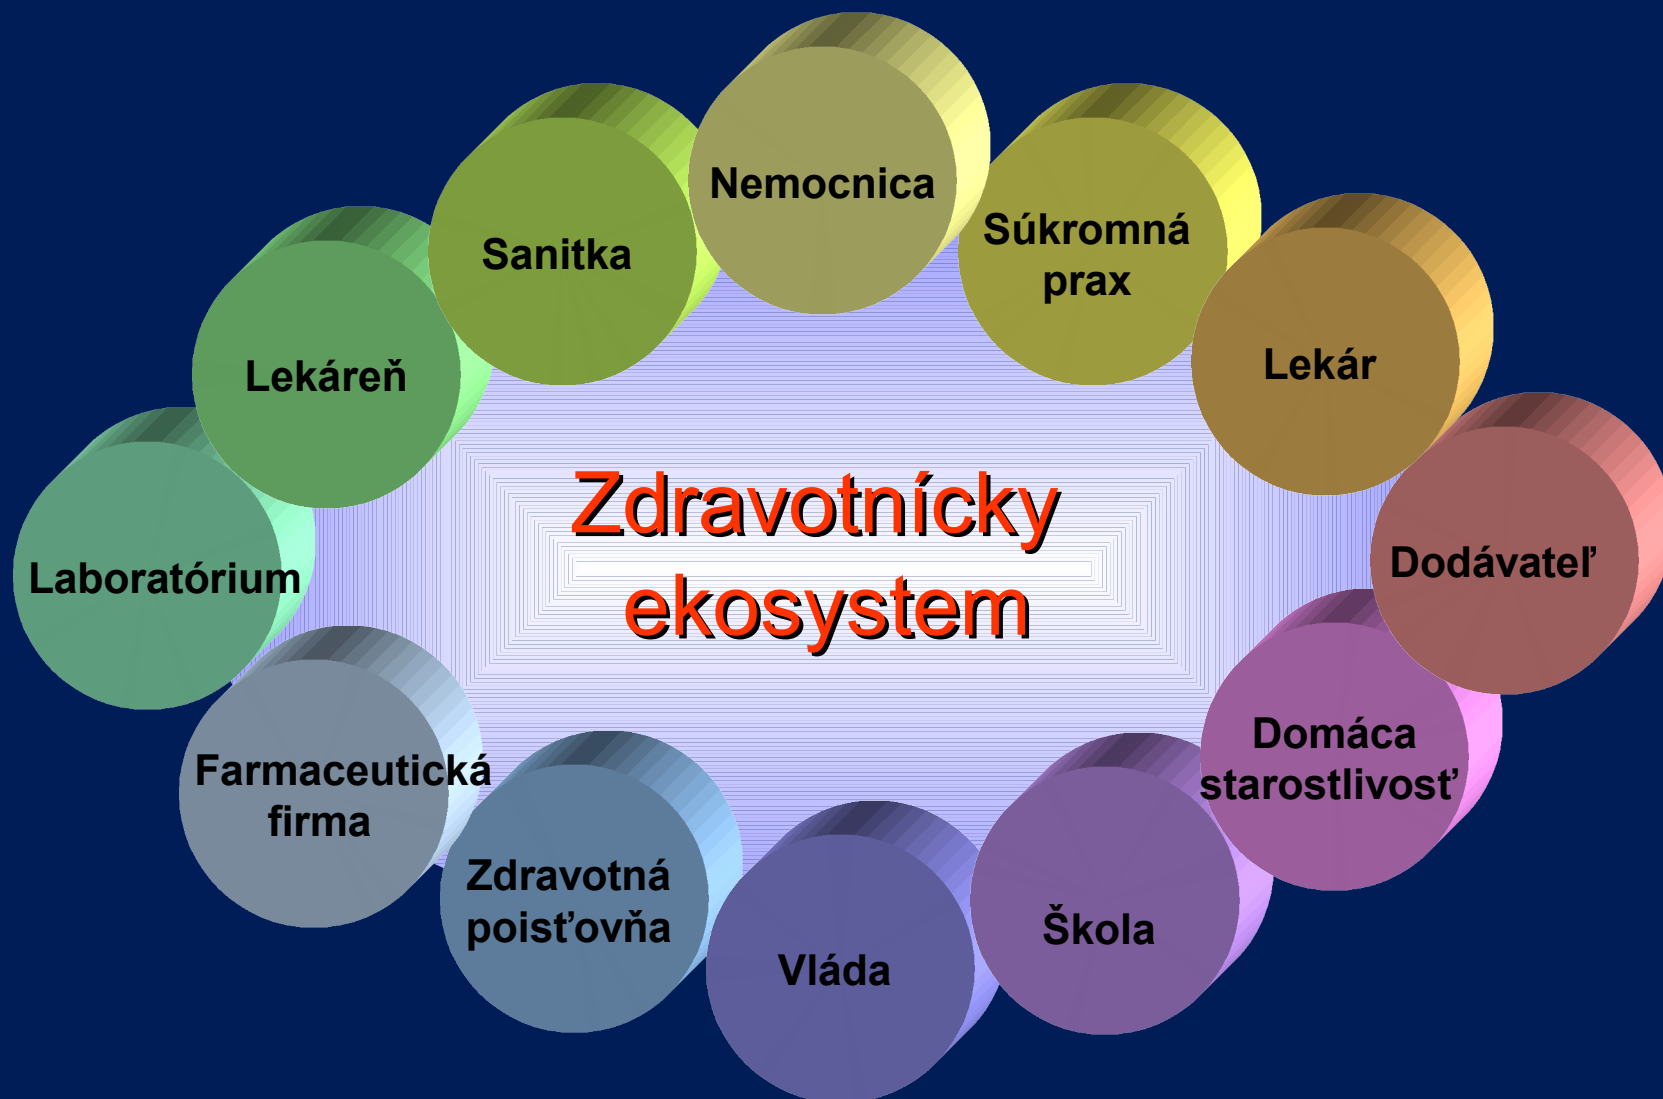 Nemocnica
Súkromná
prax
Sanitka
Lekár
Lekáreň
Zdravotnícky
ekosystem
Dodávateľ
Laboratórium
Domáca
starostlivosť
Farmaceutická
firma
Zdravotná
poisťovňa
Škola
Vláda